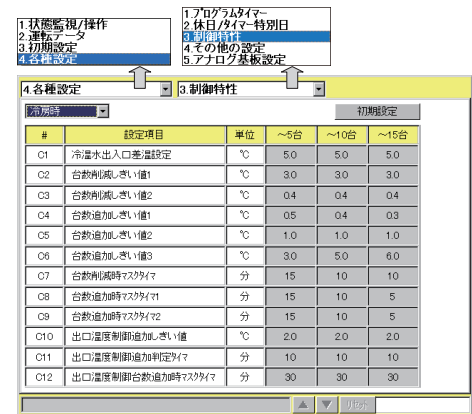 1.状態監視/操作
2.運転データ
3.初期設定
4.各種設定
1.プログラムタイマー
2.休日/タイマー特別日
3.制御特性
4.その他の設定
5.アナログ基板設定
4.各種設定 3.制御特性
冷房時 初期設定
# 設定項目 単位 ～5台 ～10台 ～15台
C1 冷温水出入口差温設定 ℃ 5.0 5.0 5.0
C2 台数削減しきい値1 ℃ 3.0 3.0 3.0
C3 台数削減しきい値2 ℃ 0.4 0.4 0.4
C4 台数追加しきい値1 ℃ 0.5 0.4 0.3
C5 台数追加しきい値2 ℃ 1.0 1.0 1.0
C6 台数追加しきい値3 ℃ 3.0 5.0 6.0
C7 台数削減時マスクタイマ 分 15 10 10
C8 台数追加時マスクタイマ1 分 15 10 5
C9 台数追加時マスクタイマ2 分 15 10 5
C10 出口温度制御追加しきい値 ℃ 2.0 2.0 2.0
C11 出口温度制御追加判定タイマ 分 10 10 10
C12 出口温度制御台数追加時マスクタイマ 分 30 30 30
リセット